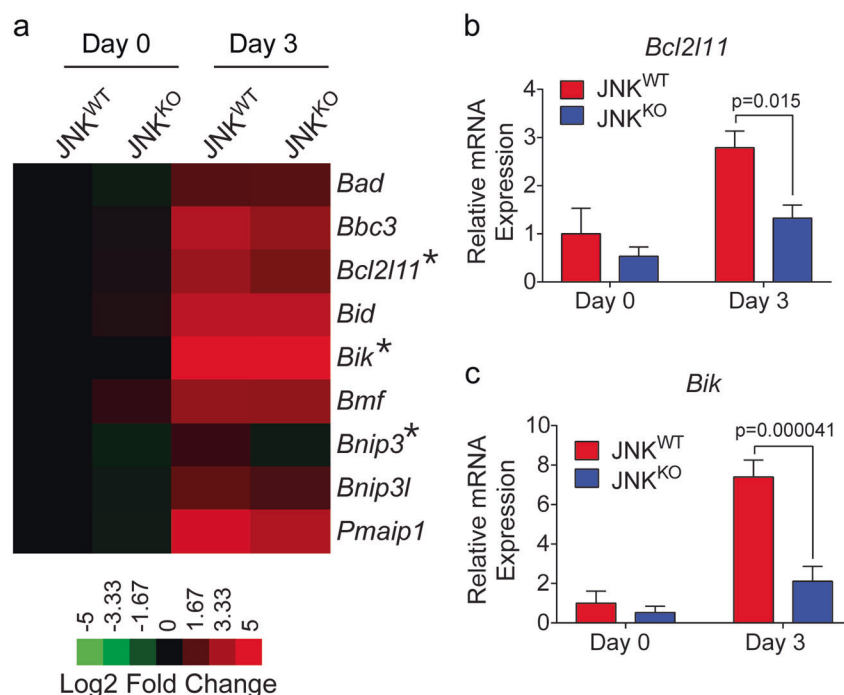 a
Day 0 Day 3
JNK^WT JNK^KO JNK^WT JNK^KO
Bad
Bbc3
Bcl2l11*
Bid
Bik*
Bmf
Bnip3*
Bnip3l
Pmaip1
-5 -3.33 -1.67 0 1.67 3.33 5
Log2 Fold Change
b
Bcl2l11
Relative mRNA
Expression
4
3
2
1
0
JNK^WT
JNK^KO
p=0.015
Day 0 Day 3
c
Bik
Relative mRNA
Expression
10
8
6
4
2
0
JNK^WT
JNK^KO
p=0.000041
Day 0 Day 3